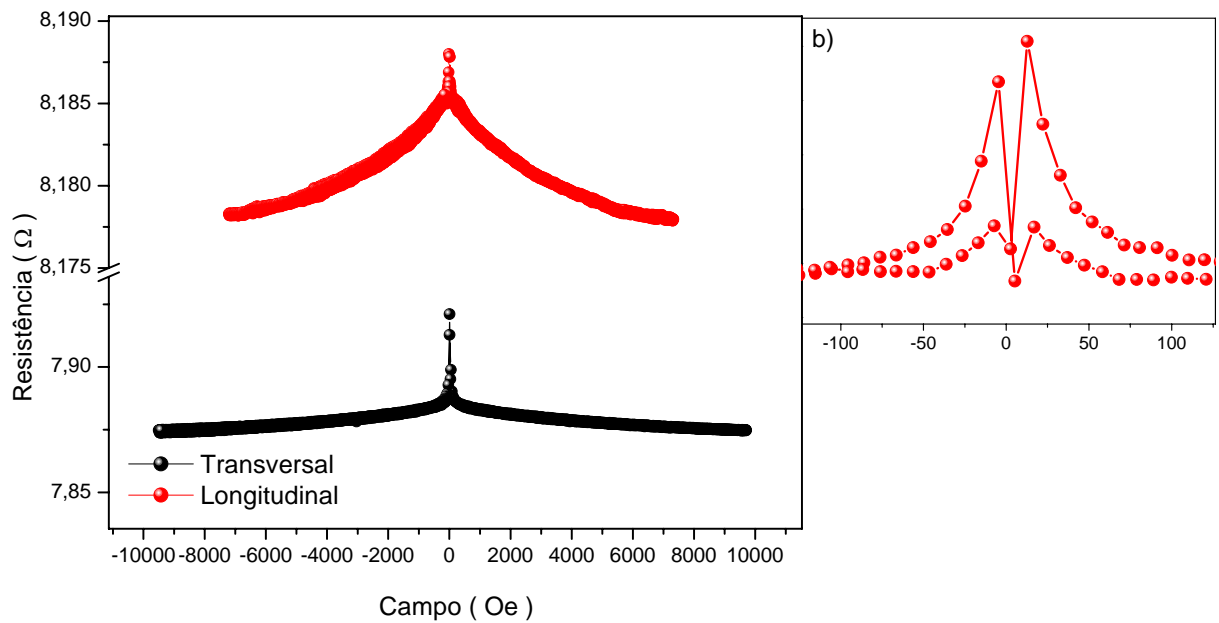 8,190
8,185
8,180
8,175
7,90
7,85
Resistência ( Ω )
Transversal
Longitudinal
-10000 -8000 -6000 -4000 -2000 0 2000 4000 6000 8000 10000
Campo ( Oe )
b)
-100 -50 0 50 100